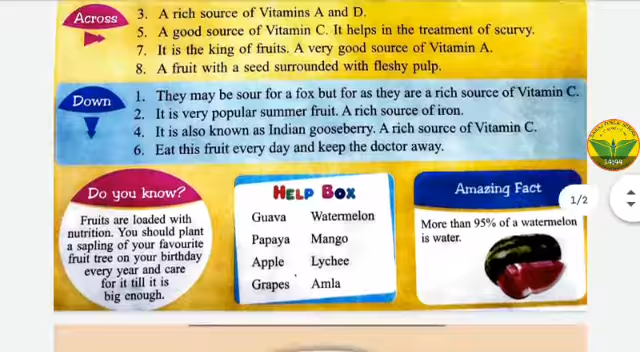 Across
3. A rich source of Vitamins A and D.
5. A good source of Vitamin C. It helps in the treatment of scurvy.
7. It is the king of fruits. A very good source of Vitamin A.
8. A fruit with a seed surrounded with fleshy pulp.
Down
1. They may be sour for a fox but for as they are a rich source of Vitamin C.
2. It is very popular summer fruit. A rich source of iron.
4. It is also known as Indian gooseberry. A rich source of Vitamin C.
6. Eat this fruit every day and keep the doctor away.
Do you know?
Fruits are loaded with
nutrition. You should plant
a sapling of your favourite
fruit tree on your birthday
every year and care
for it till it is
big enough.
HELP BOX
Guava Watermelon
Papaya Mango
Apple Lychee
Grapes Amla
Amazing Fact
More than 95% of a watermelon
is water.
1/2
14:44